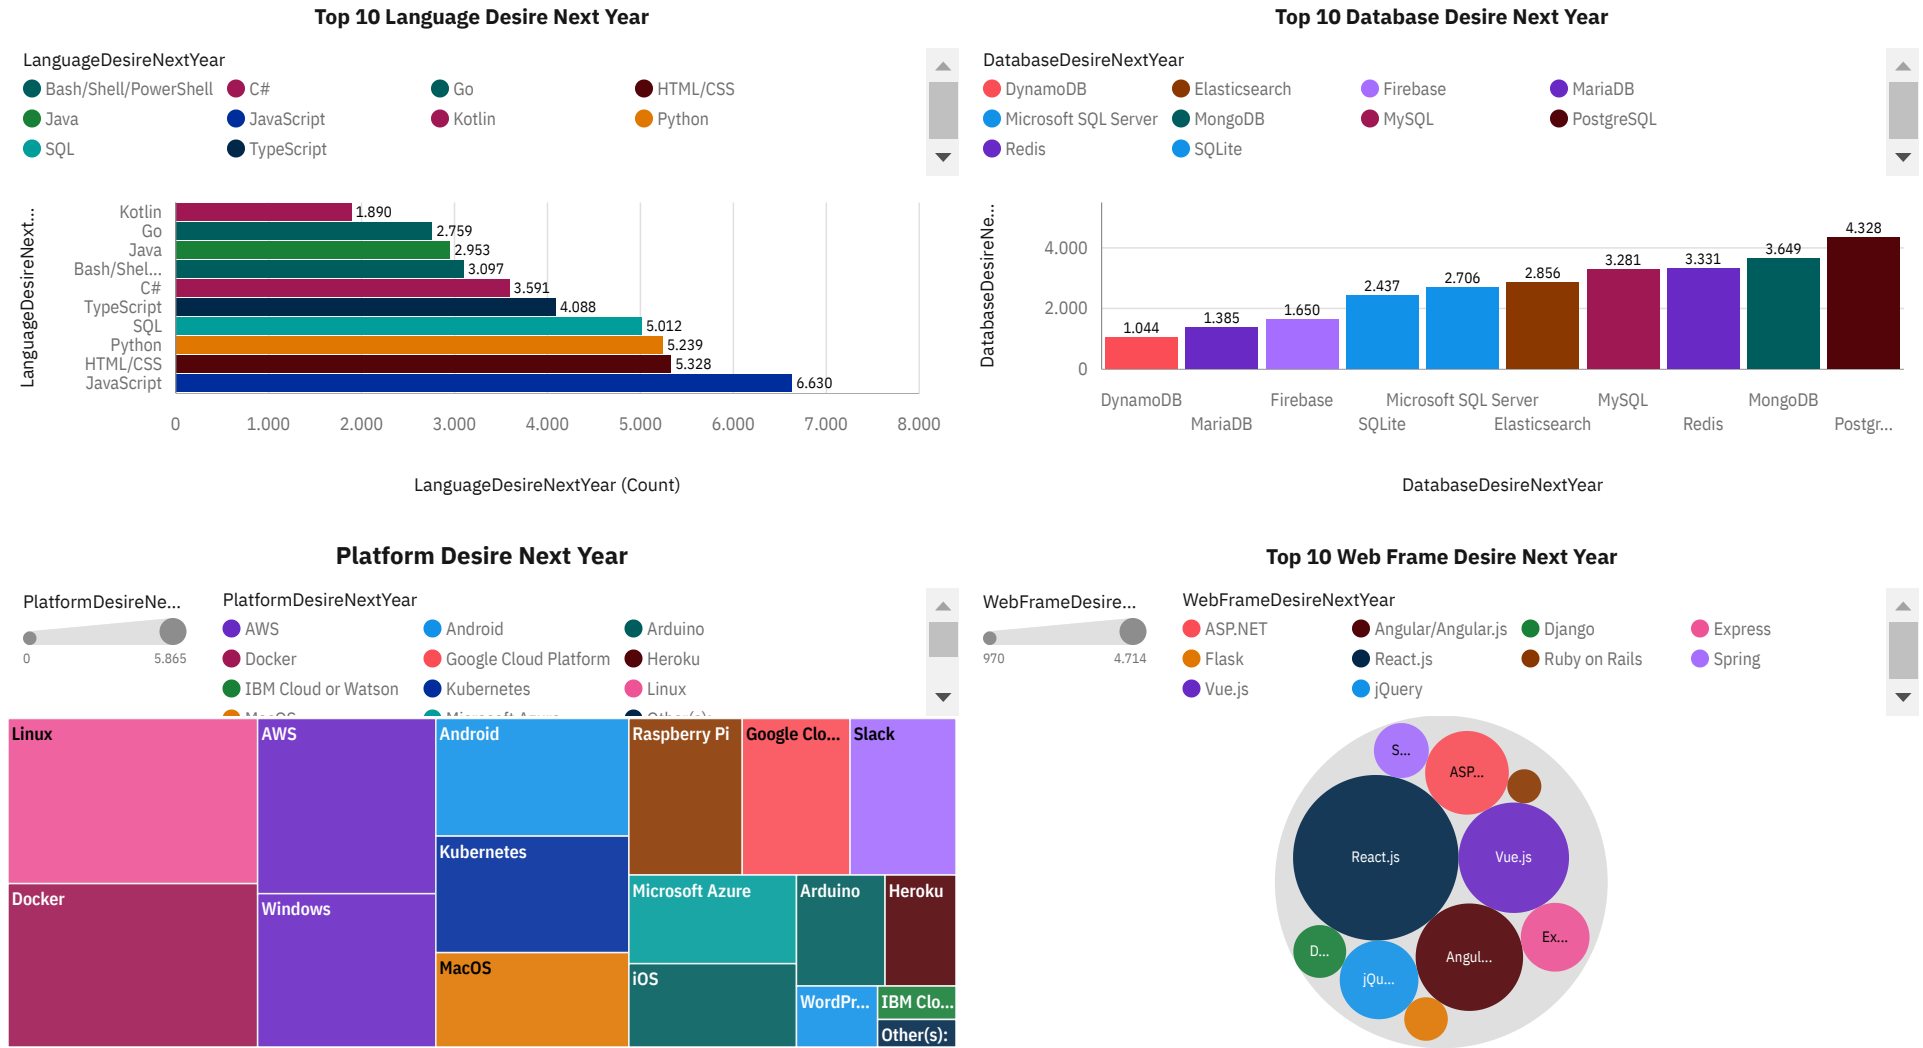 Top 10 Language Desire Next Year
LanguageDesireNextYear
Bash/Shell/PowerShell C# Go HTML/CSS
Java JavaScript Kotlin Python
SQL TypeScript
LanguageDesireNext...
Kotlin 1.890
Go 2.759
Java 2.953
Bash/Shel... 3.097
C# 3.591
TypeScript 4.088
SQL 5.012
Python 5.239
HTML/CSS 5.328
JavaScript 6.630
0 1.000 2.000 3.000 4.000 5.000 6.000 7.000 8.000
LanguageDesireNextYear (Count)
Top 10 Database Desire Next Year
DatabaseDesireNextYear
DynamoDB Elasticsearch Firebase MariaDB
Microsoft SQL Server MongoDB MySQL PostgreSQL
Redis SQLite
DatabaseDesireNe...
4.000
2.000
0
1.044 1.385 1.650 2.437 2.706 2.856 3.281 3.331 3.649 4.328
DynamoDB Firebase Microsoft SQL Server MySQL MongoDB
MariaDB SQLite Elasticsearch Redis Postgr...
DatabaseDesireNextYear
Platform Desire Next Year
PlatformDesireNe...
0 5.865
PlatformDesireNextYear
AWS Android Arduino
Docker Google Cloud Platform Heroku
IBM Cloud or Watson Kubernetes Linux
MacOS Microsoft Azure Other(s):
Linux AWS Android Raspberry Pi Google Clo... Slack
Kubernetes
Docker Windows Microsoft Azure Arduino Heroku
MacOS iOS
WordPr... IBM Clo...
Other(s):
Top 10 Web Frame Desire Next Year
WebFrameDesire...
970 4.714
WebFrameDesireNextYear
ASP.NET Angular/Angular.js Django Express
Flask React.js Ruby on Rails Spring
Vue.js jQuery
S...
ASP...
React.js Vue.js
Ex...
D... Angul...
jQu...